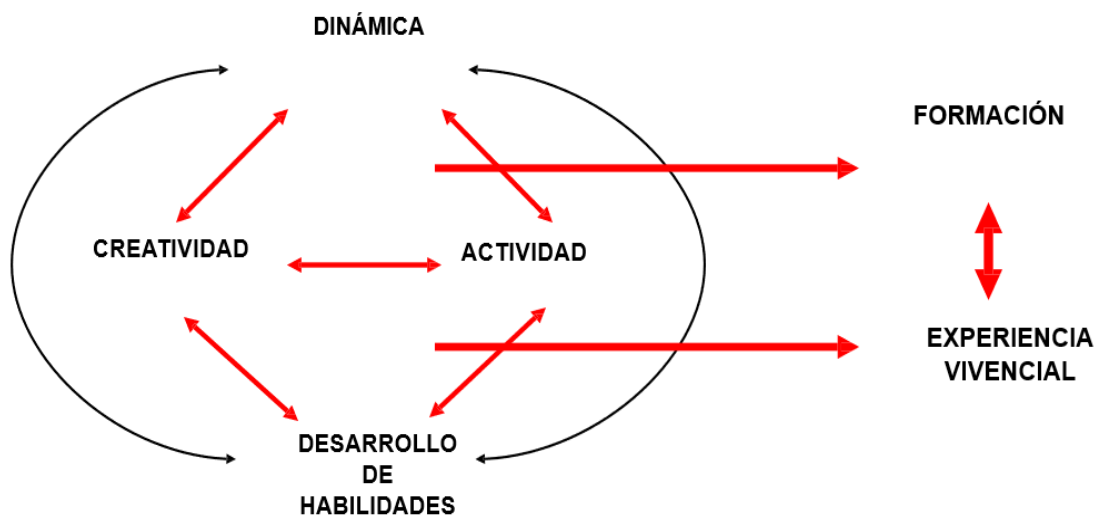 DINÁMICA
FORMACIÓN
CREATIVIDAD
ACTIVIDAD
EXPERIENCIA
VIVENCIAL
DESARROLLO
DE
HABILIDADES